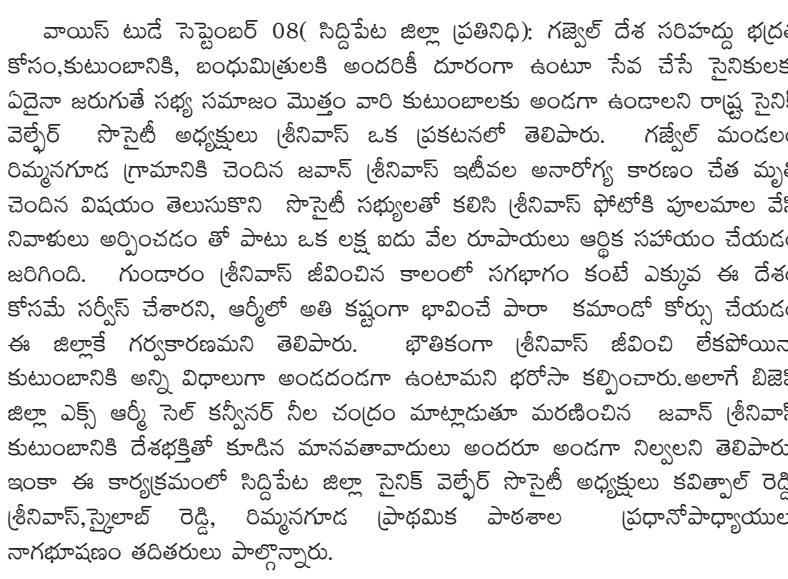 వాయిస్ టుడే సెప్టెంబర్ 08( సిద్దిపేట జిల్లా ప్రతినిధి): గజ్వెల్ దేశ సరిహద్దు భద్రత
కోసం,కుటుంబానికి, బంధుమిత్రులకి అందరికీ దూరంగా ఉంటూ సేవ చేసే సైనికులకు
ఏదైనా జరుగుతే సభ్య సమాజం మొత్తం వారి కుటుంబాలకు అండగా ఉండాలని రాష్ట్ర సైనిక్
వెల్ఫేర్ సొసైటీ అధ్యక్షులు శ్రీనివాస్ ఒక ప్రకటనలో తెలిపారు. గజ్వేల్ మండలం
రిమ్మనగూడ గ్రామానికి చెందిన జవాన్ శ్రీనివాస్ ఇటీవల అనారోగ్య కారణం చేత మృతి
చెందిన విషయం తెలుసుకొని సొసైటీ సభ్యులతో కలిసి శ్రీనివాస్ ఫోటోకి పూలమాల వేసి
నివాళులు అర్పించడం తో పాటు ఒక లక్ష ఐదు వేల రూపాయలు ఆర్థిక సహాయం చేయడం
జరిగింది. గుండారం శ్రీనివాస్ జీవించిన కాలంలో సగభాగం కంటే ఎక్కువ ఈ దేశం
కోసమే సర్వీస్ చేశారని, ఆర్మీలో అతి కష్టంగా భావించే పారా కమాండో కోర్సు చేయడం
ఈ జిల్లాకే గర్వకారణమని తెలిపారు. భౌతికంగా శ్రీనివాస్ జీవించి లేకపోయినా
కుటుంబానికి అన్ని విధాలుగా అండదండగా ఉంటామని భరోసా కల్పించారు.అలాగే బిజెపి
జిల్లా ఎక్స్ ఆర్మీ సెల్ కన్వీనర్ నీల చంద్రం మాట్లాడుతూ మరణించిన జవాన్ శ్రీనివాస్
కుటుంబానికి దేశభక్తితో కూడిన మానవతావాదులు అందరూ అండగా నిల్వలని తెలిపారు.
ఇంకా ఈ కార్యక్రమంలో సిద్దిపేట జిల్లా సైనిక్ వెల్ఫేర్ సొసైటీ అధ్యక్షులు కవిత్పాల్ రెడ్డి
శ్రీనివాస్,స్కైలాబ్ రెడ్డి, రిమ్మనగూడ ప్రాథమిక పాఠశాల ప్రధానోపాధ్యాయులు
నాగభూషణం తదితరులు పాల్గొన్నారు.